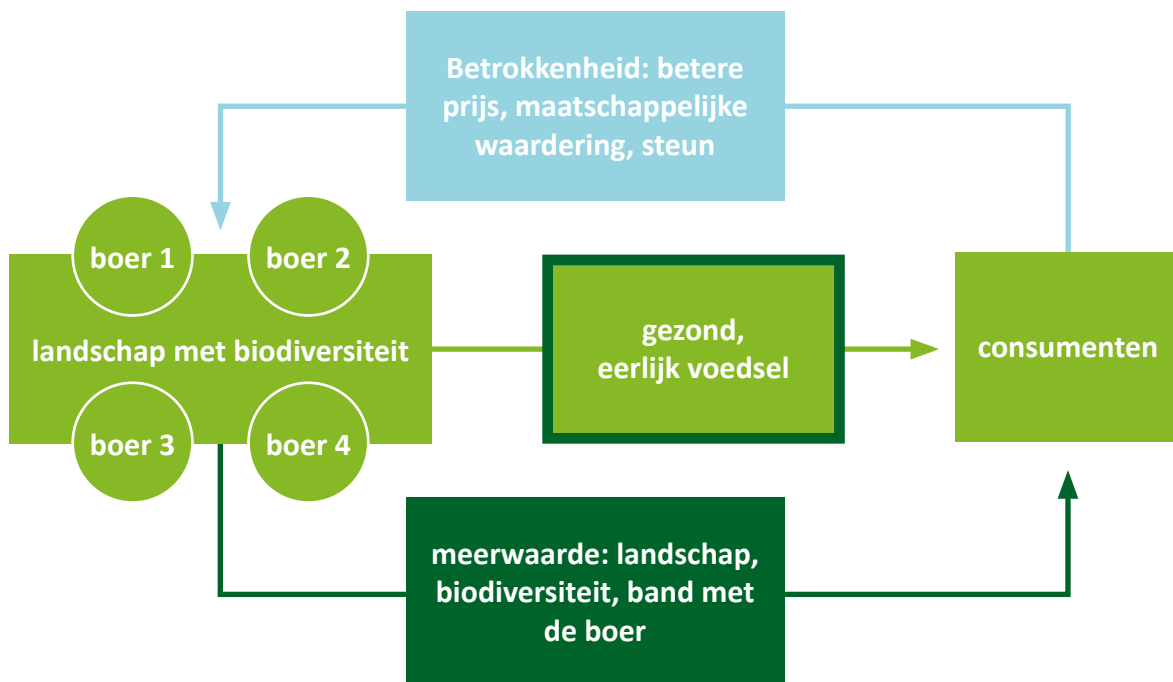 Betrokkenheid: betere
prijs, maatschappelijke
waardering, steun
boer 1
boer 2
landschap met biodiversiteit
boer 3
boer 4
gezond,
eerlijk voedsel
consumenten
meerwaarde: landschap,
biodiversiteit, band met
de boer